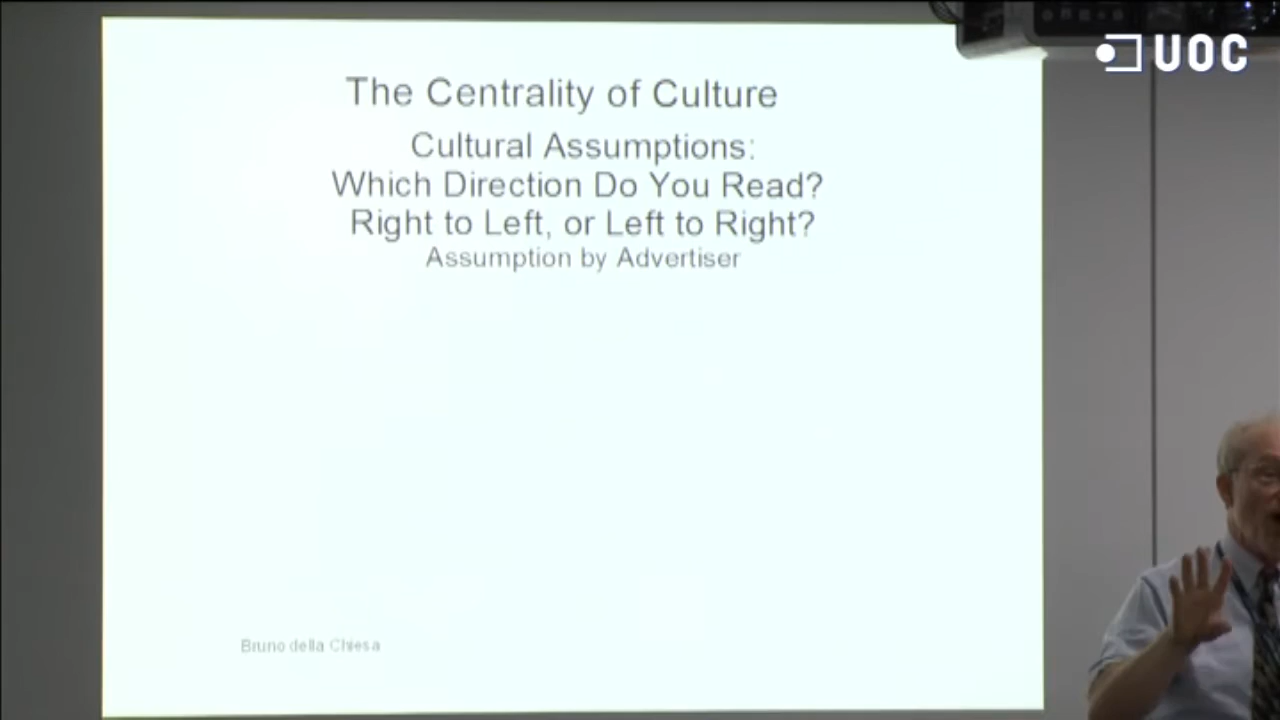 UOC
The Centrality of Culture
Cultural Assumptions:
Which Direction Do You Read?
Right to Left, or Left to Right?
Assumption by Advertiser
Bruno della Chiesa